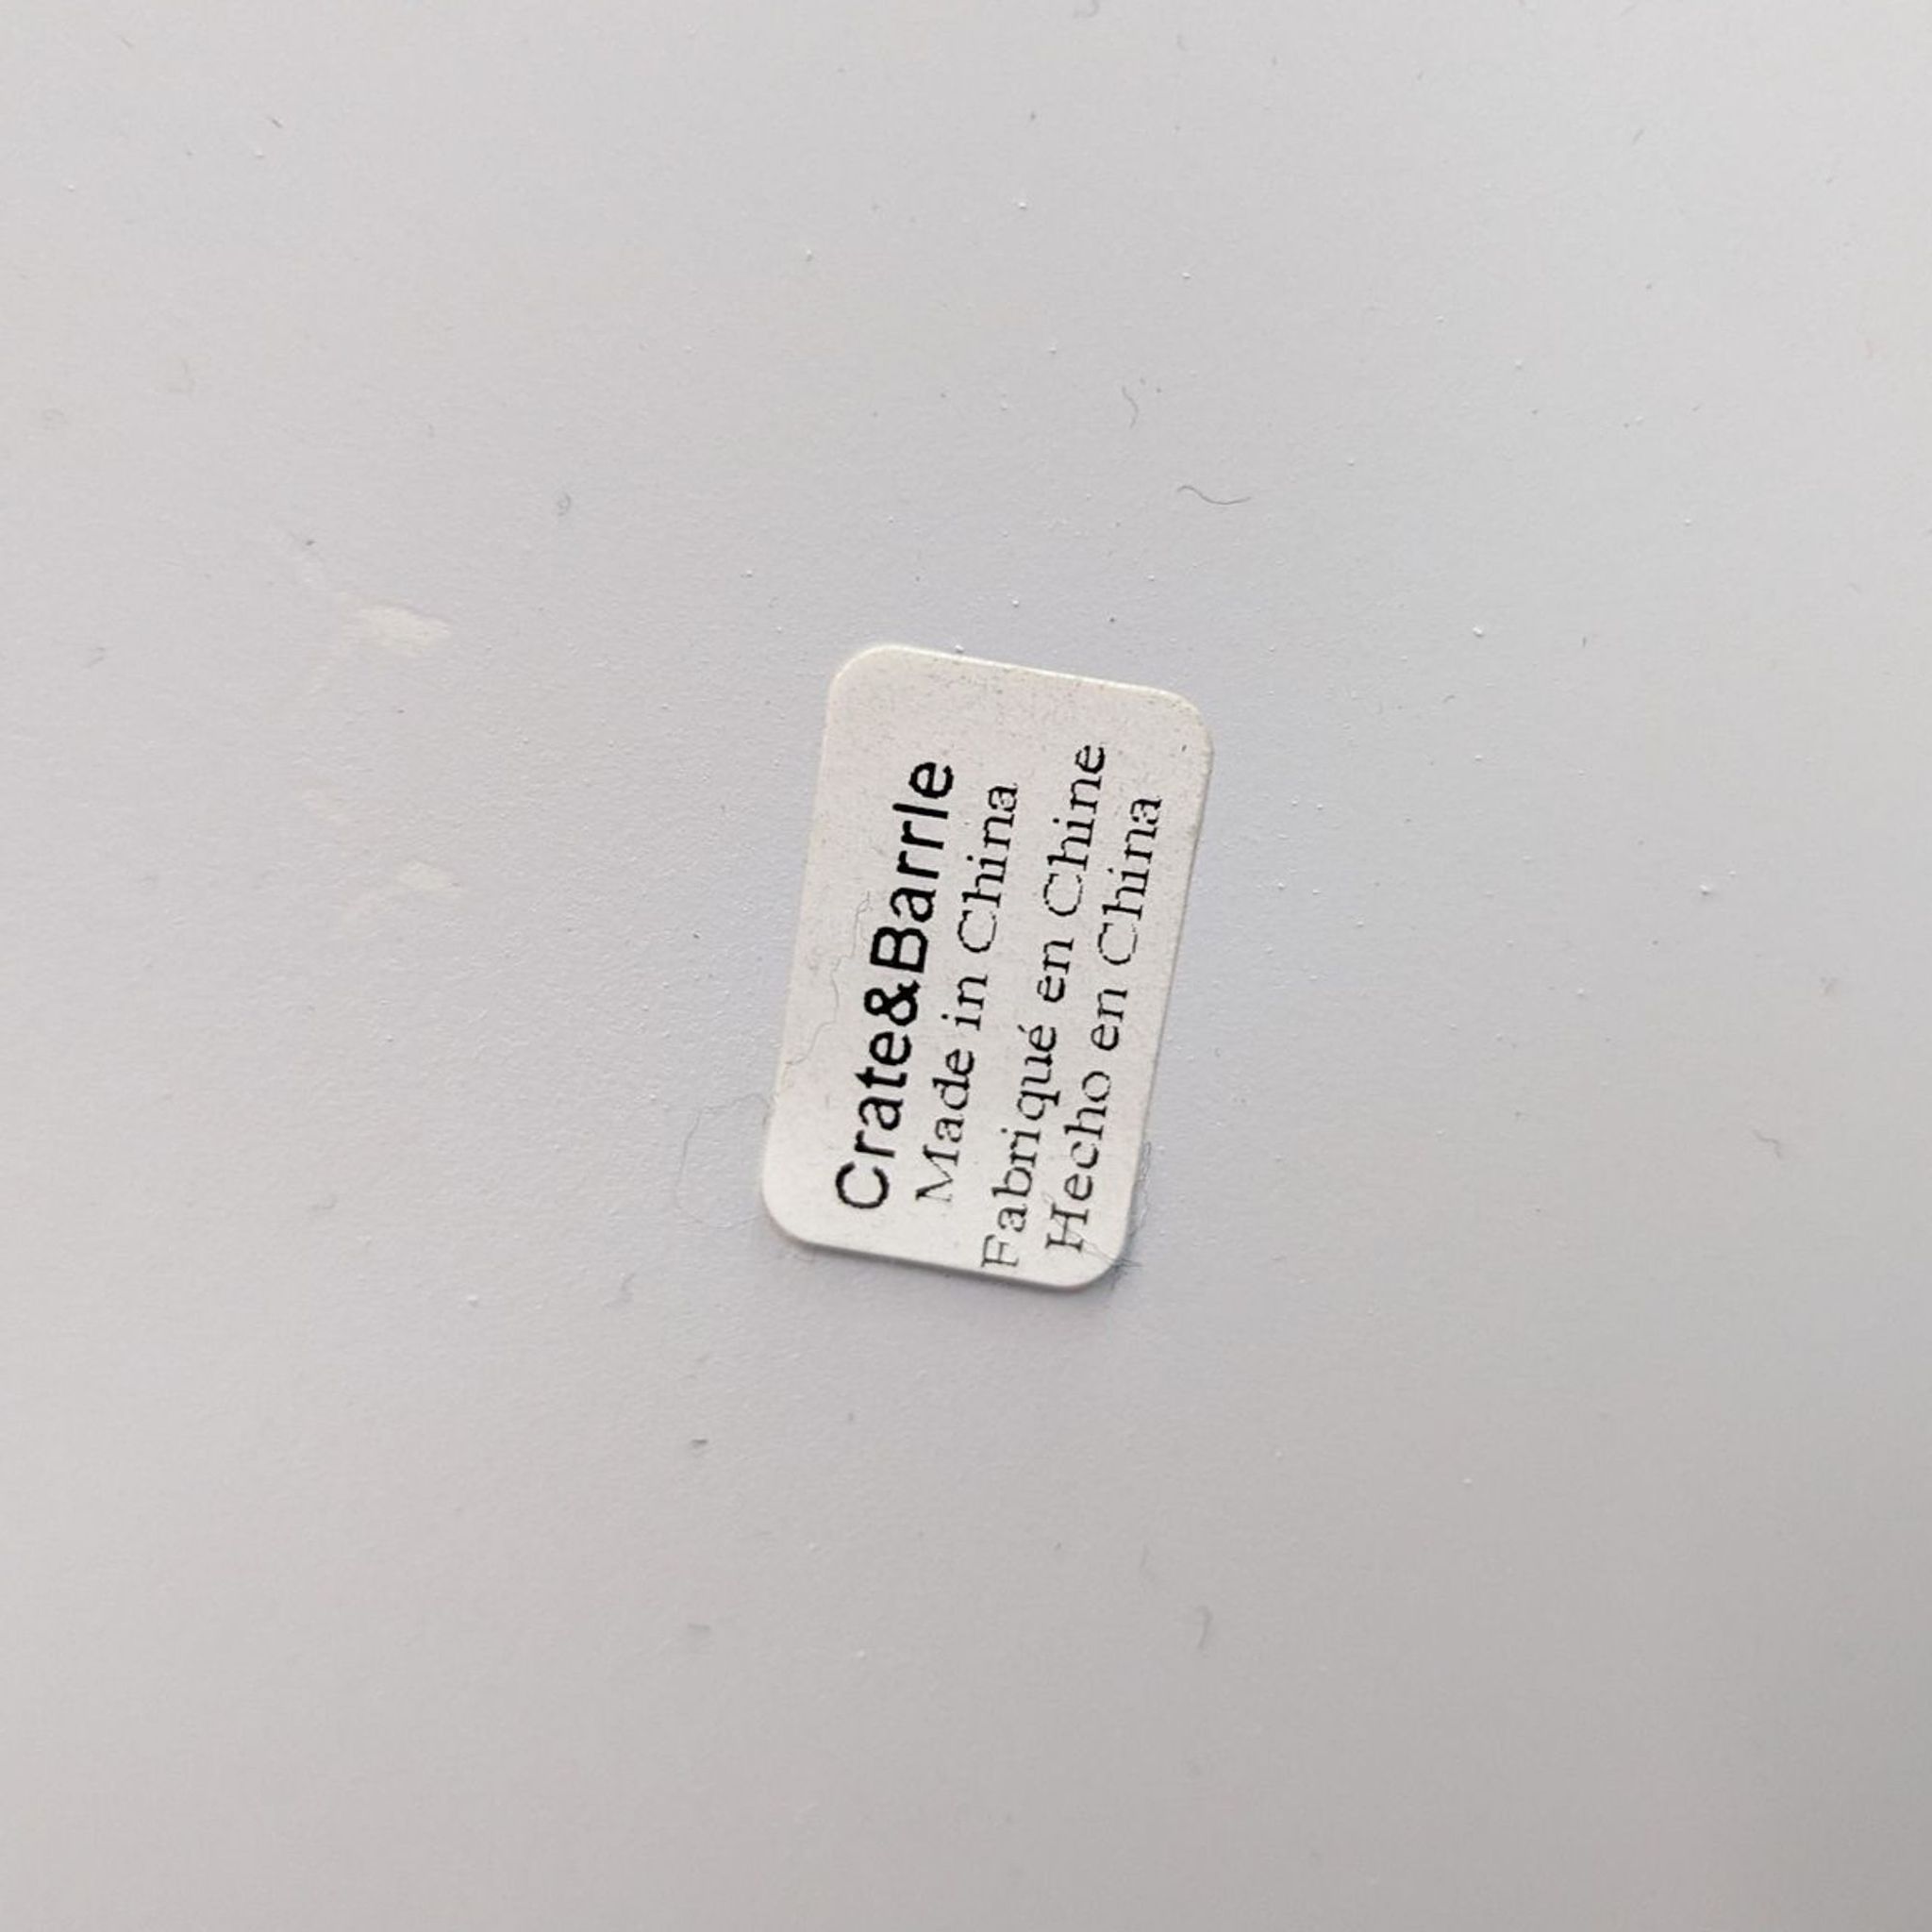 Crate&Barrle
Made in China
Fabriqué en Chine
Hecho en China